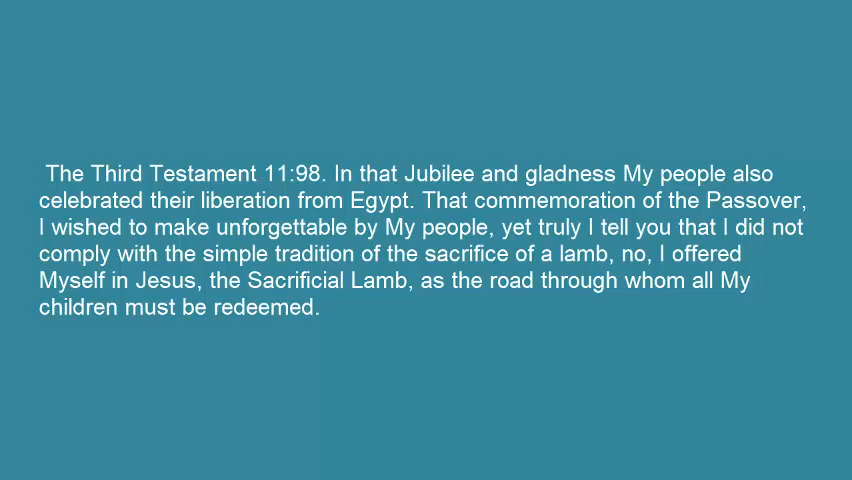 The Third Testament 11:98. In that Jubilee and gladness My people also
celebrated their liberation from Egypt. That commemoration of the Passover,
I wished to make unforgettable by My people, yet truly I tell you that I did not
comply with the simple tradition of the sacrifice of a lamb, no, I offered
Myself in Jesus, the Sacrificial Lamb, as the road through whom all My
children must be redeemed.